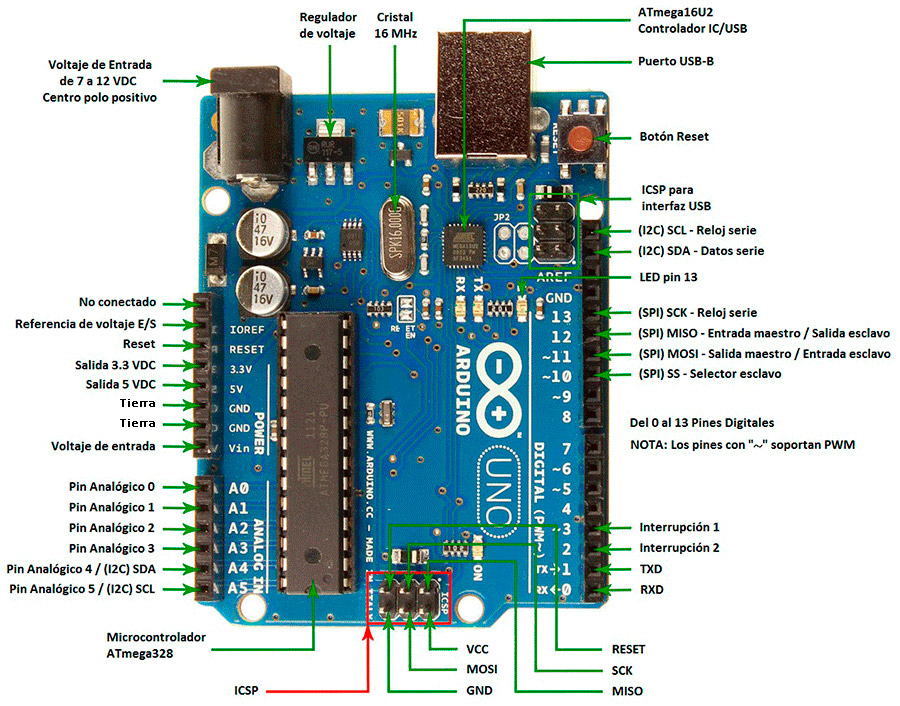 ATmega16U2
Controlador IC/USB
Regulador
de voltaje
Cristal
16 MHz
Voltaje de Entrada
de 7 a 12 VDC
Centro polo positivo
Puerto USB-B
Botón Reset
ICSP para
interfaz USB
(I2C) SCL - Reloj serie
(I2C) SDA - Datos serie
LED pin 13
(SPI) SCK - Reloj serie
(SPI) MISO - Entrada maestro / Salida esclavo
(SPI) MOSI - Salida maestro / Entrada esclavo
(SPI) SS - Selector esclavo
Del 0 al 13 Pines Digitales
NOTA: Los pines con "~" soportan PWM
Interrupción 1
Interrupción 2
TXD
RXD
No conectado
Referencia de voltaje E/S
Reset
Salida 3.3 VDC
Salida 5 VDC
Tierra
Tierra
Voltaje de entrada
Pin Analógico 0
Pin Analógico 1
Pin Analógico 2
Pin Analógico 3
Pin Analógico 4 / (I2C) SDA
Pin Analógico 5 / (I2C) SCL
Microcontrolador
ATmega328
ICSP
VCC
MOSI
GND
RESET
SCK
MISO
RESET
JP2
SPK16.000G
47
16V
47
16V
IOREF
RESET
3.3V
5V
GND
GND
Vin
POWER
A0
A1
A2
A3
A4
A5
ANALOG IN
AREF
GND
13
12
~11
~10
~9
8
7
~6
~5
4
~3
2
TX→1
RX←0
DIGITAL (PWM~)
RX
TX
ARDUINO
UNO
ON
ICSP
ATMEL
1121
WWW.ARDUINO.CC - MADE